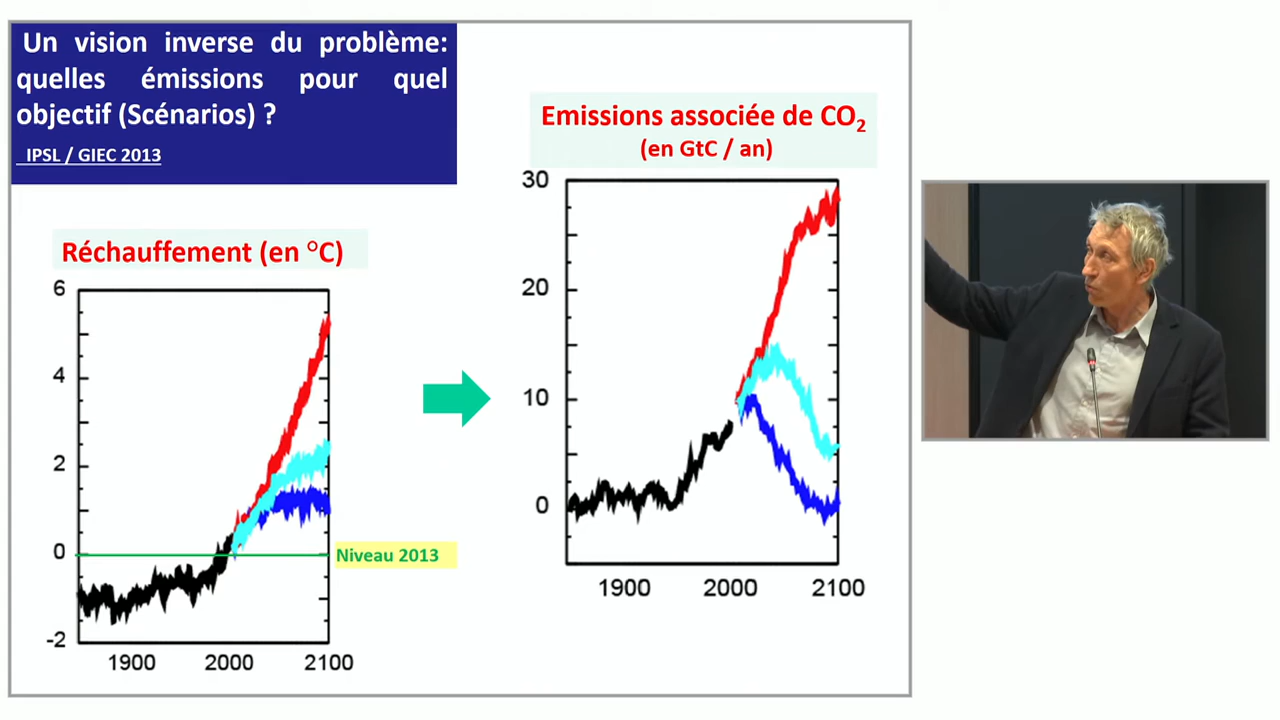 Un vision inverse du problème:
quelles émissions pour quel
objectif (Scénarios) ?
IPSL / GIEC 2013
Emissions associée de CO₂
(en GtC / an)
30
20
10
0
1900 2000 2100
Réchauffement (en °C)
6
4
2
0
-2
Niveau 2013
1900 2000 2100